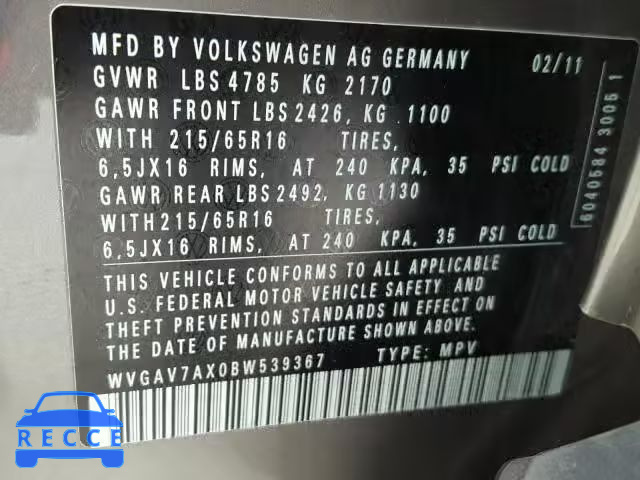 MFD BY VOLKSWAGEN AG GERMANY 02/11
GVWR LBS 4785 KG 2170
GAWR FRONT LBS 2426, KG 1100
WITH 215/65R16 TIRES,
6,5JX16 RIMS, AT 240 KPA, 35 PSI COLD
GAWR REAR LBS 2492, KG 1130
WITH 215/65R16 TIRES,
6,5JX16 RIMS, AT 240 KPA, 35 PSI COLD
THIS VEHICLE CONFORMS TO ALL APPLICABLE
U.S. FEDERAL MOTOR VEHICLE SAFETY AND
THEFT PREVENTION STANDARDS IN EFFECT ON
THE DATE OF MANUFACTURE SHOWN ABOVE.
WVGAV7AX0BW539367 TYPE: MPV
6040584 3005 1
RECCE